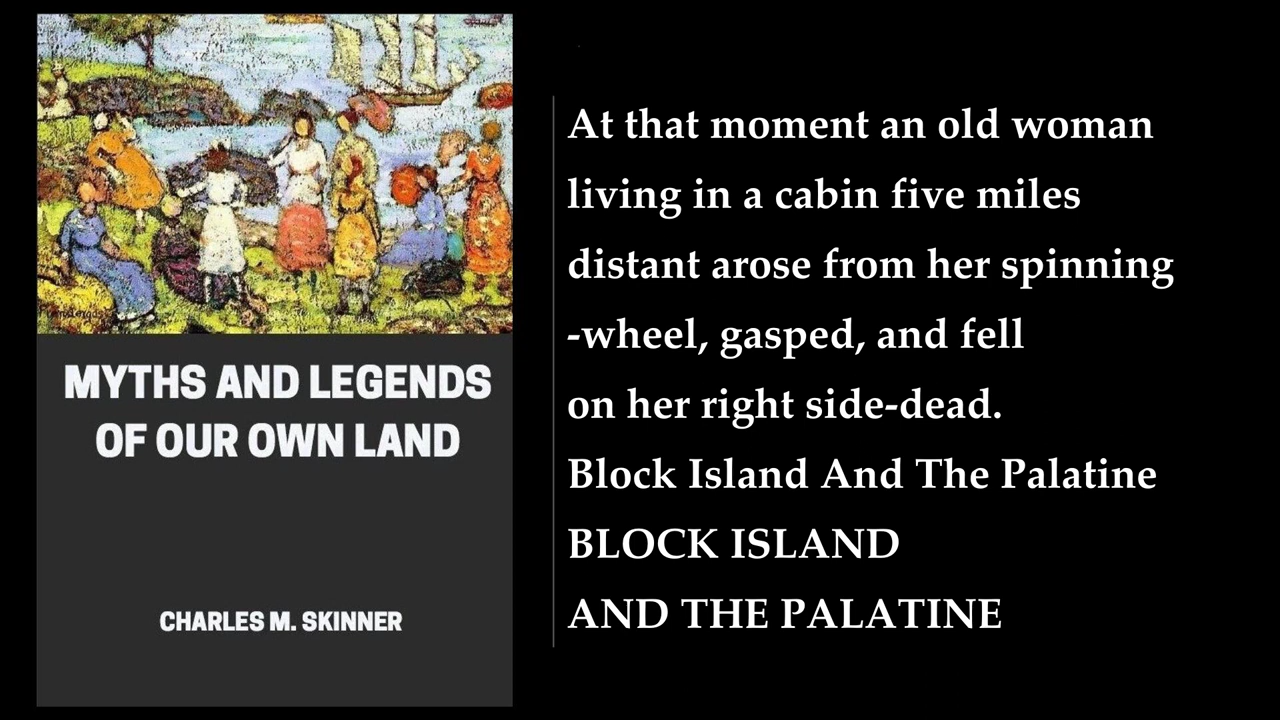 MYTHS AND LEGENDS
OF OUR OWN LAND
CHARLES M. SKINNER
At that moment an old woman
living in a cabin five miles
distant arose from her spinning
-wheel, gasped, and fell
on her right side-dead.
Block Island And The Palatine
BLOCK ISLAND
AND THE PALATINE